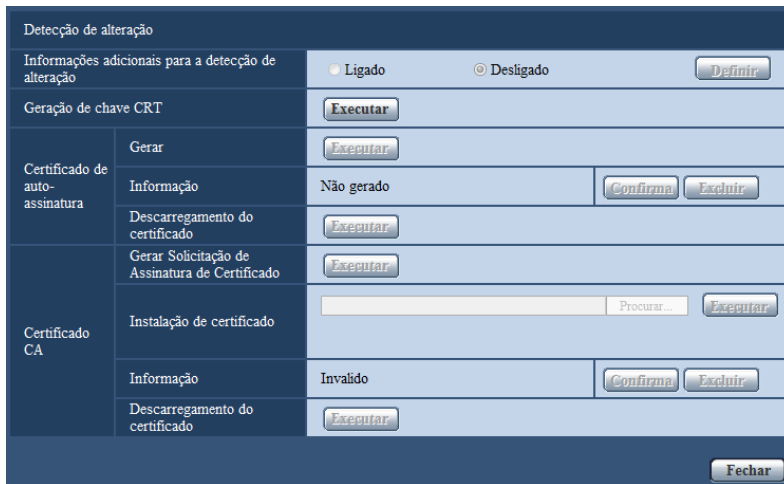 Detecção de alteração
Informações adicionais para a detecção de
alteração
Ligado
Desligado
Definir
Geração de chave CRT
Executar
Certificado de
auto-
assinatura
Gerar
Executar
Informação
Não gerado
Confirma
Excluir
Descarregamento do
certificado
Executar
Certificado
CA
Gerar Solicitação de
Assinatura de Certificado
Executar
Instalação de certificado
Procurar...
Executar
Informação
Invalido
Confirma
Excluir
Descarregamento do
certificado
Executar
Fechar